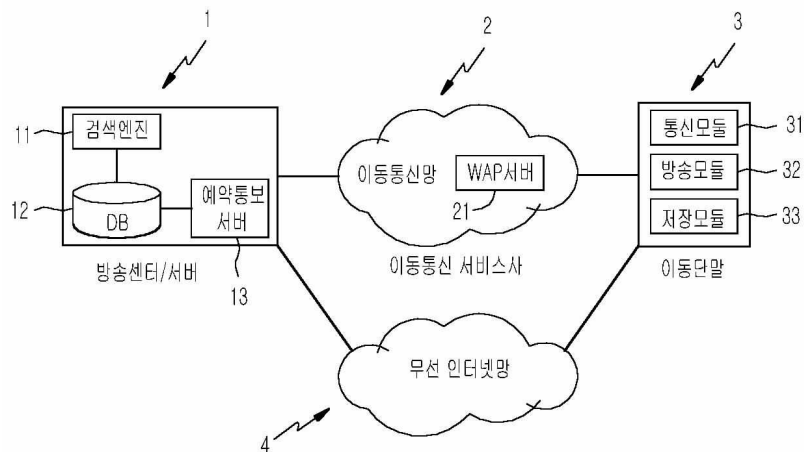 1
2
3
11
검색엔진
12
DB
예약통보
서버
13
방송센터/서버
이동통신망
WAP서버
21
이동통신 서비스사
통신모듈
31
방송모듈
32
저장모듈
33
이동단말
무선 인터넷망
4